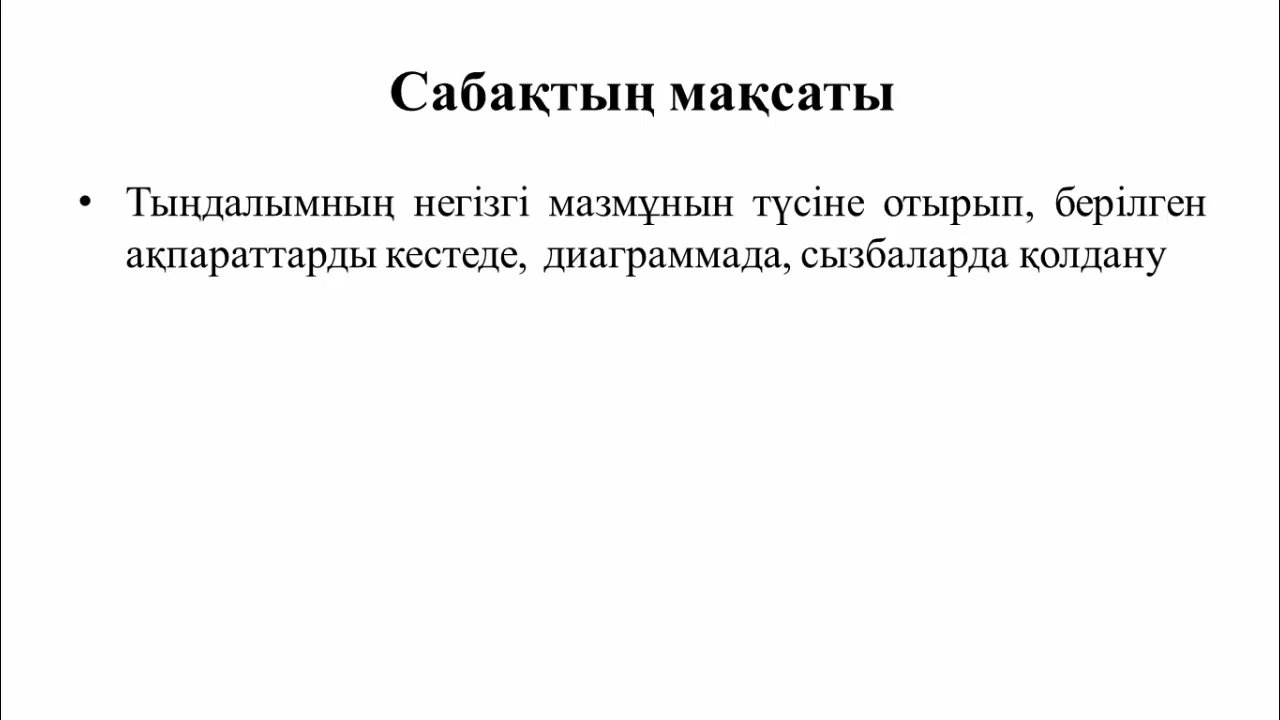 Сабақтың мақсаты
• Тыңдалымның негізгі мазмұнын түсіне отырып, берілген
ақпараттарды кестеде, диаграммада, сызбаларда қолдану